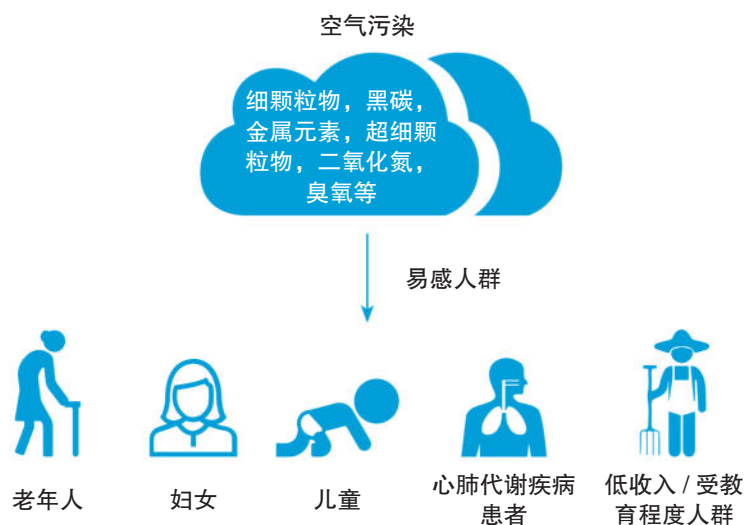 空气污染
细颗粒物，黑碳，
金属元素，超细颗
粒物，二氧化氮，
臭氧等
易感人群
老年人
妇女
儿童
心肺代谢疾病
患者
低收入 / 受教
育程度人群